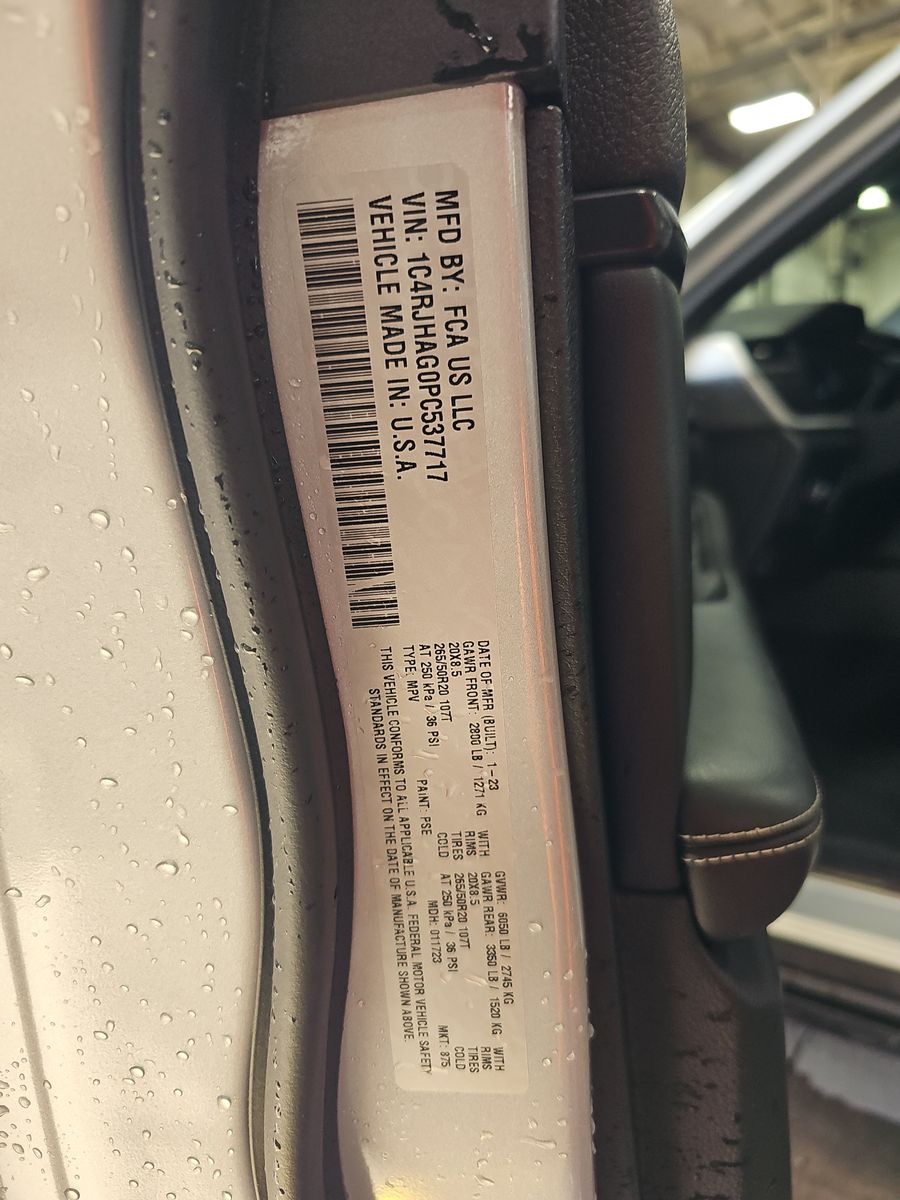 MFD BY: FCA US LLC
VIN: 1C4RJHAG0PC537717
VEHICLE MADE IN: U.S.A.
DATE OF MFR (BUILT): 1-23 GVWR: 6050 LB / 2745 KG
GAWR FRONT: 2800 LB / 1271 KG WITH GAWR REAR: 3350 LB / 1520 KG WITH
20X8.5 RIMS 20X8.5 RIMS
265/50R20 107T TIRES 265/50R20 107T TIRES
AT 250 kPa / 36 PSI COLD AT 250 kPa / 36 PSI COLD
TYPE: MPV PAINT: PSE MDH: 011723 MKT: 875
THIS VEHICLE CONFORMS TO ALL APPLICABLE U.S.A. FEDERAL MOTOR VEHICLE SAFETY
STANDARDS IN EFFECT ON THE DATE OF MANUFACTURE SHOWN ABOVE.